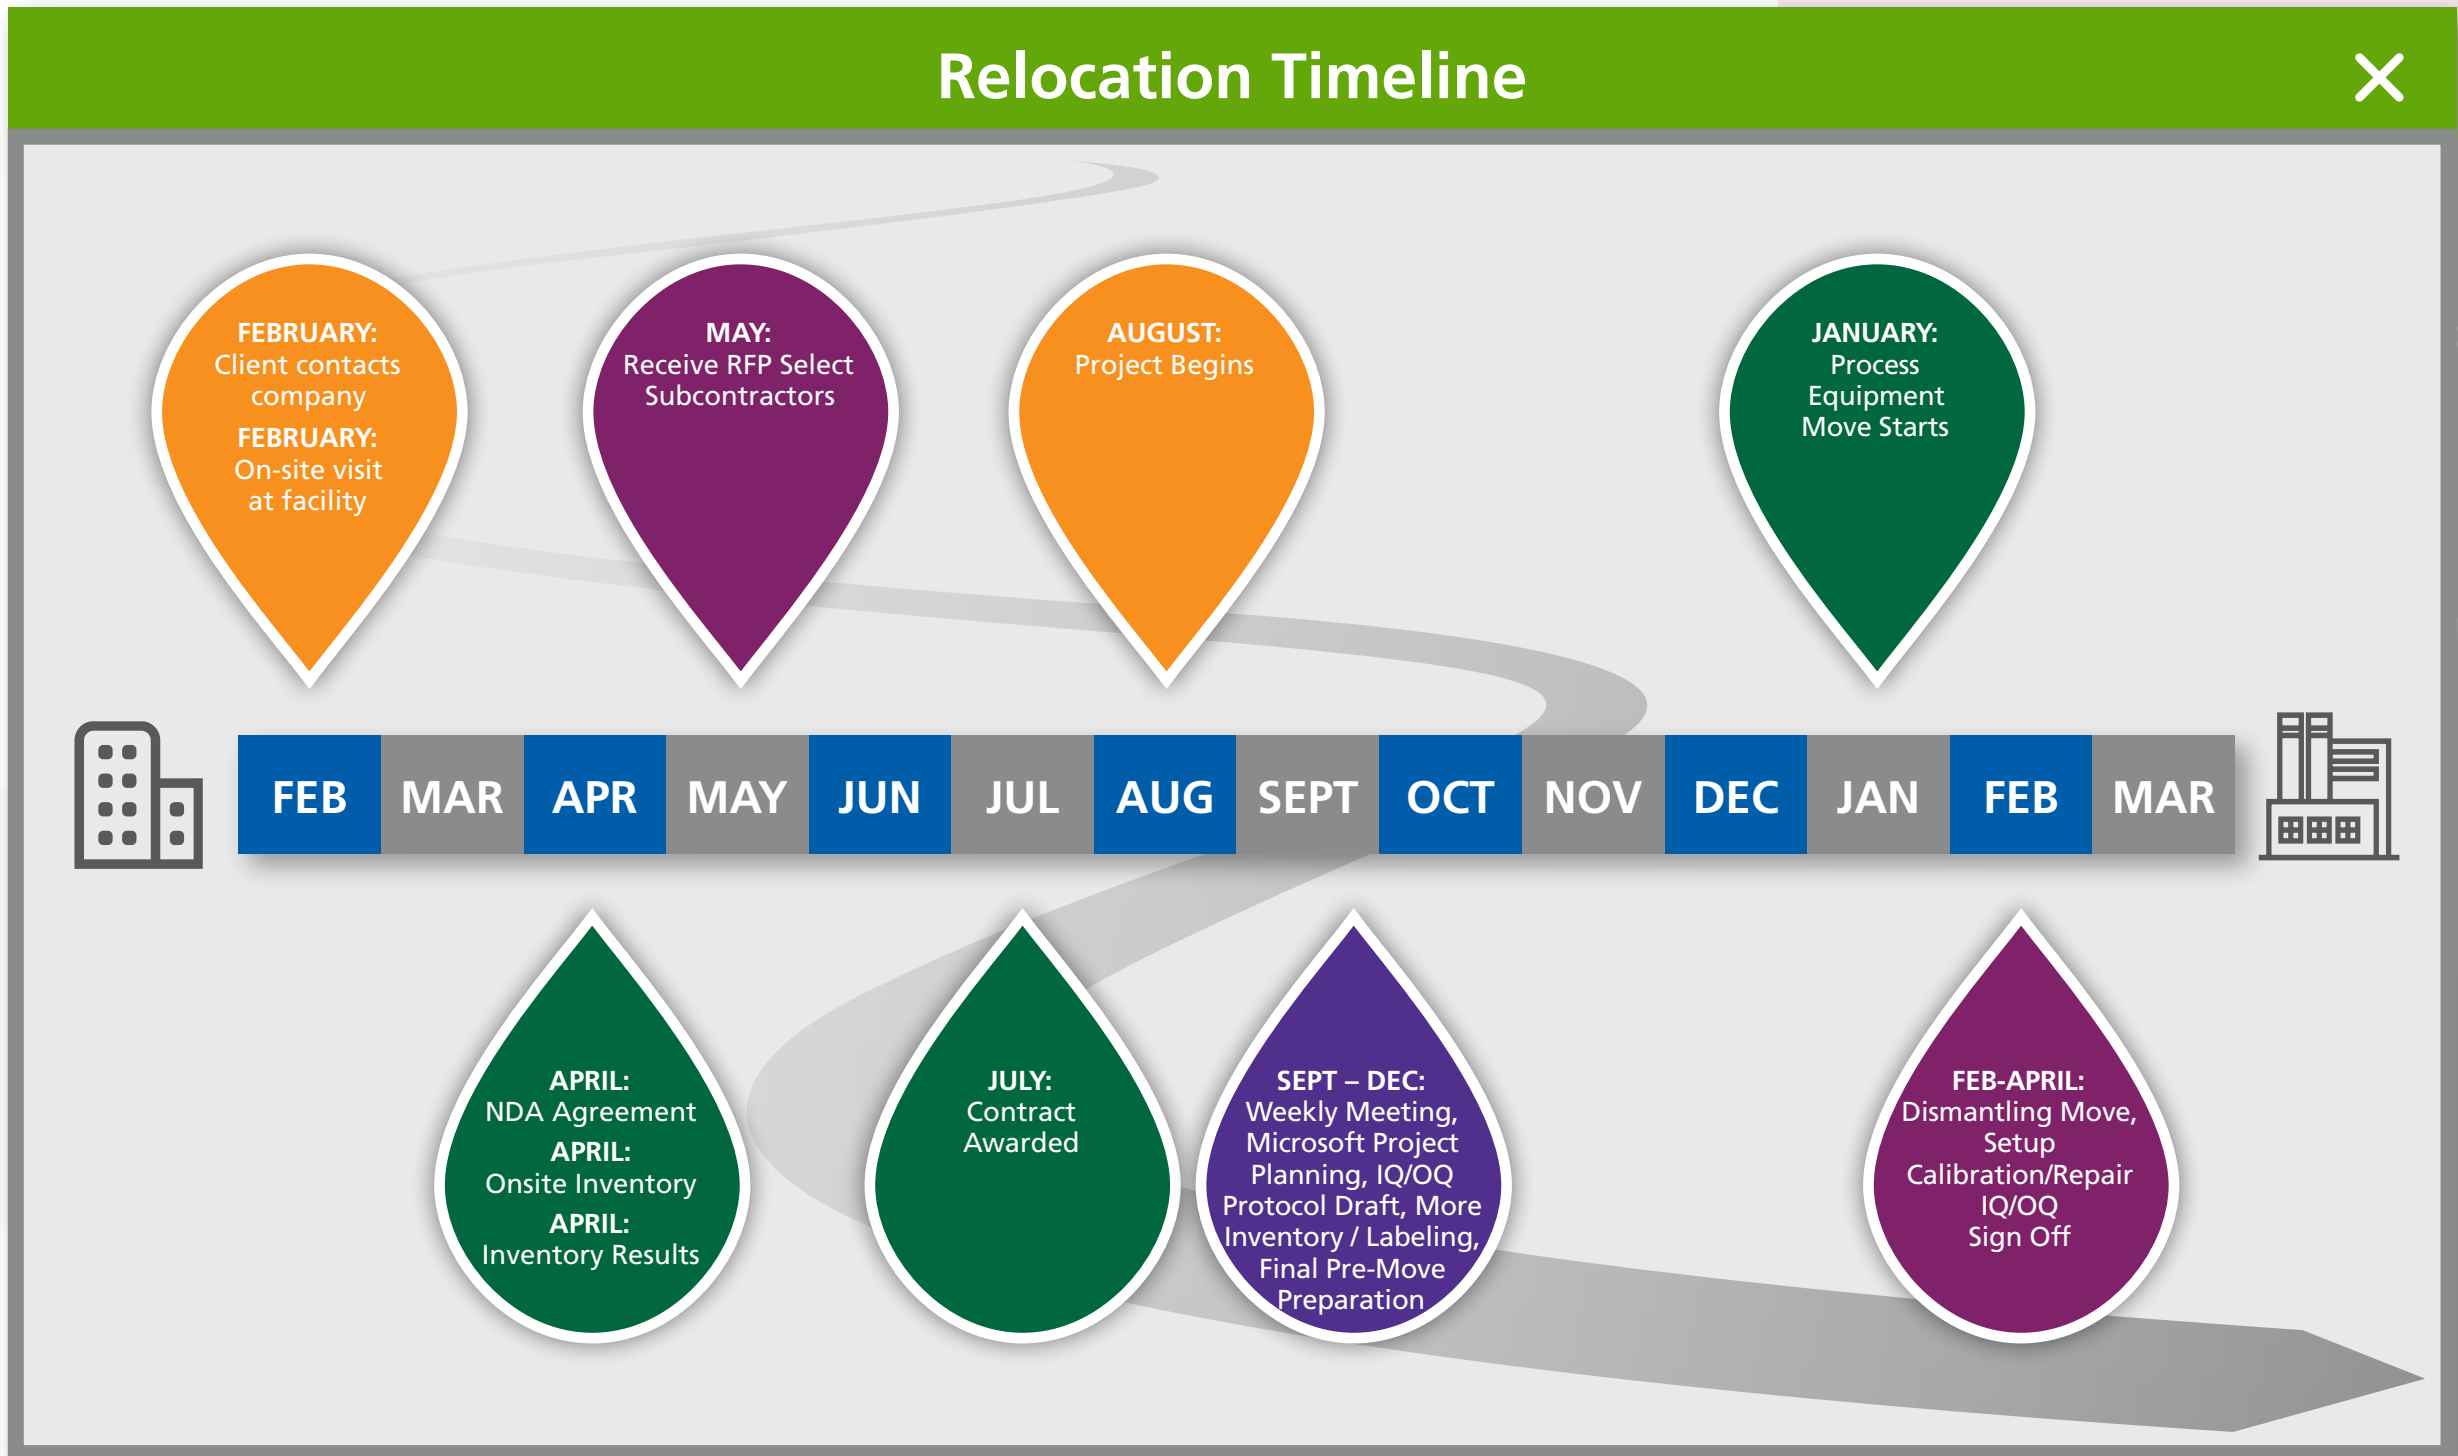 Relocation Timeline
FEBRUARY:
Client contacts
company
FEBRUARY:
On-site visit
at facility
MAY:
Receive RFP Select
Subcontractors
AUGUST:
Project Begins
JANUARY:
Process
Equipment
Move Starts
FEB MAR APR MAY JUN JUL AUG SEPT OCT NOV DEC JAN FEB MAR
APRIL:
NDA Agreement
APRIL:
Onsite Inventory
APRIL:
Inventory Results
JULY:
Contract
Awarded
SEPT – DEC:
Weekly Meeting,
Microsoft Project
Planning, IQ/OQ
Protocol Draft, More
Inventory / Labeling,
Final Pre-Move
Preparation
FEB-APRIL:
Dismantling Move,
Setup
Calibration/Repair
IQ/OQ
Sign Off